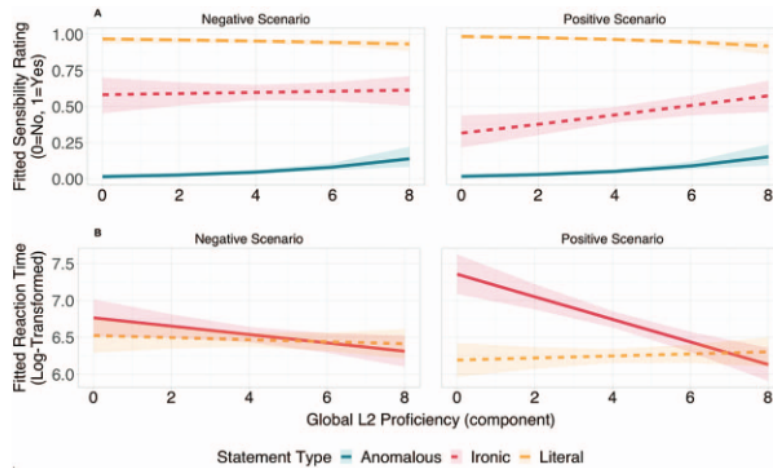 A
Negative Scenario
Positive Scenario
Fitted Sensibility Rating
(0=No, 1=Yes)
1.00
0.75
0.50
0.25
0.00
0 2 4 6 8
0 2 4 6 8
B
Negative Scenario
Positive Scenario
Fitted Reaction Time
(Log-Transformed)
7.5
7.0
6.5
6.0
0 2 4 6 8
0 2 4 6 8
Global L2 Proficiency (component)
Statement Type Anomalous Ironic Literal